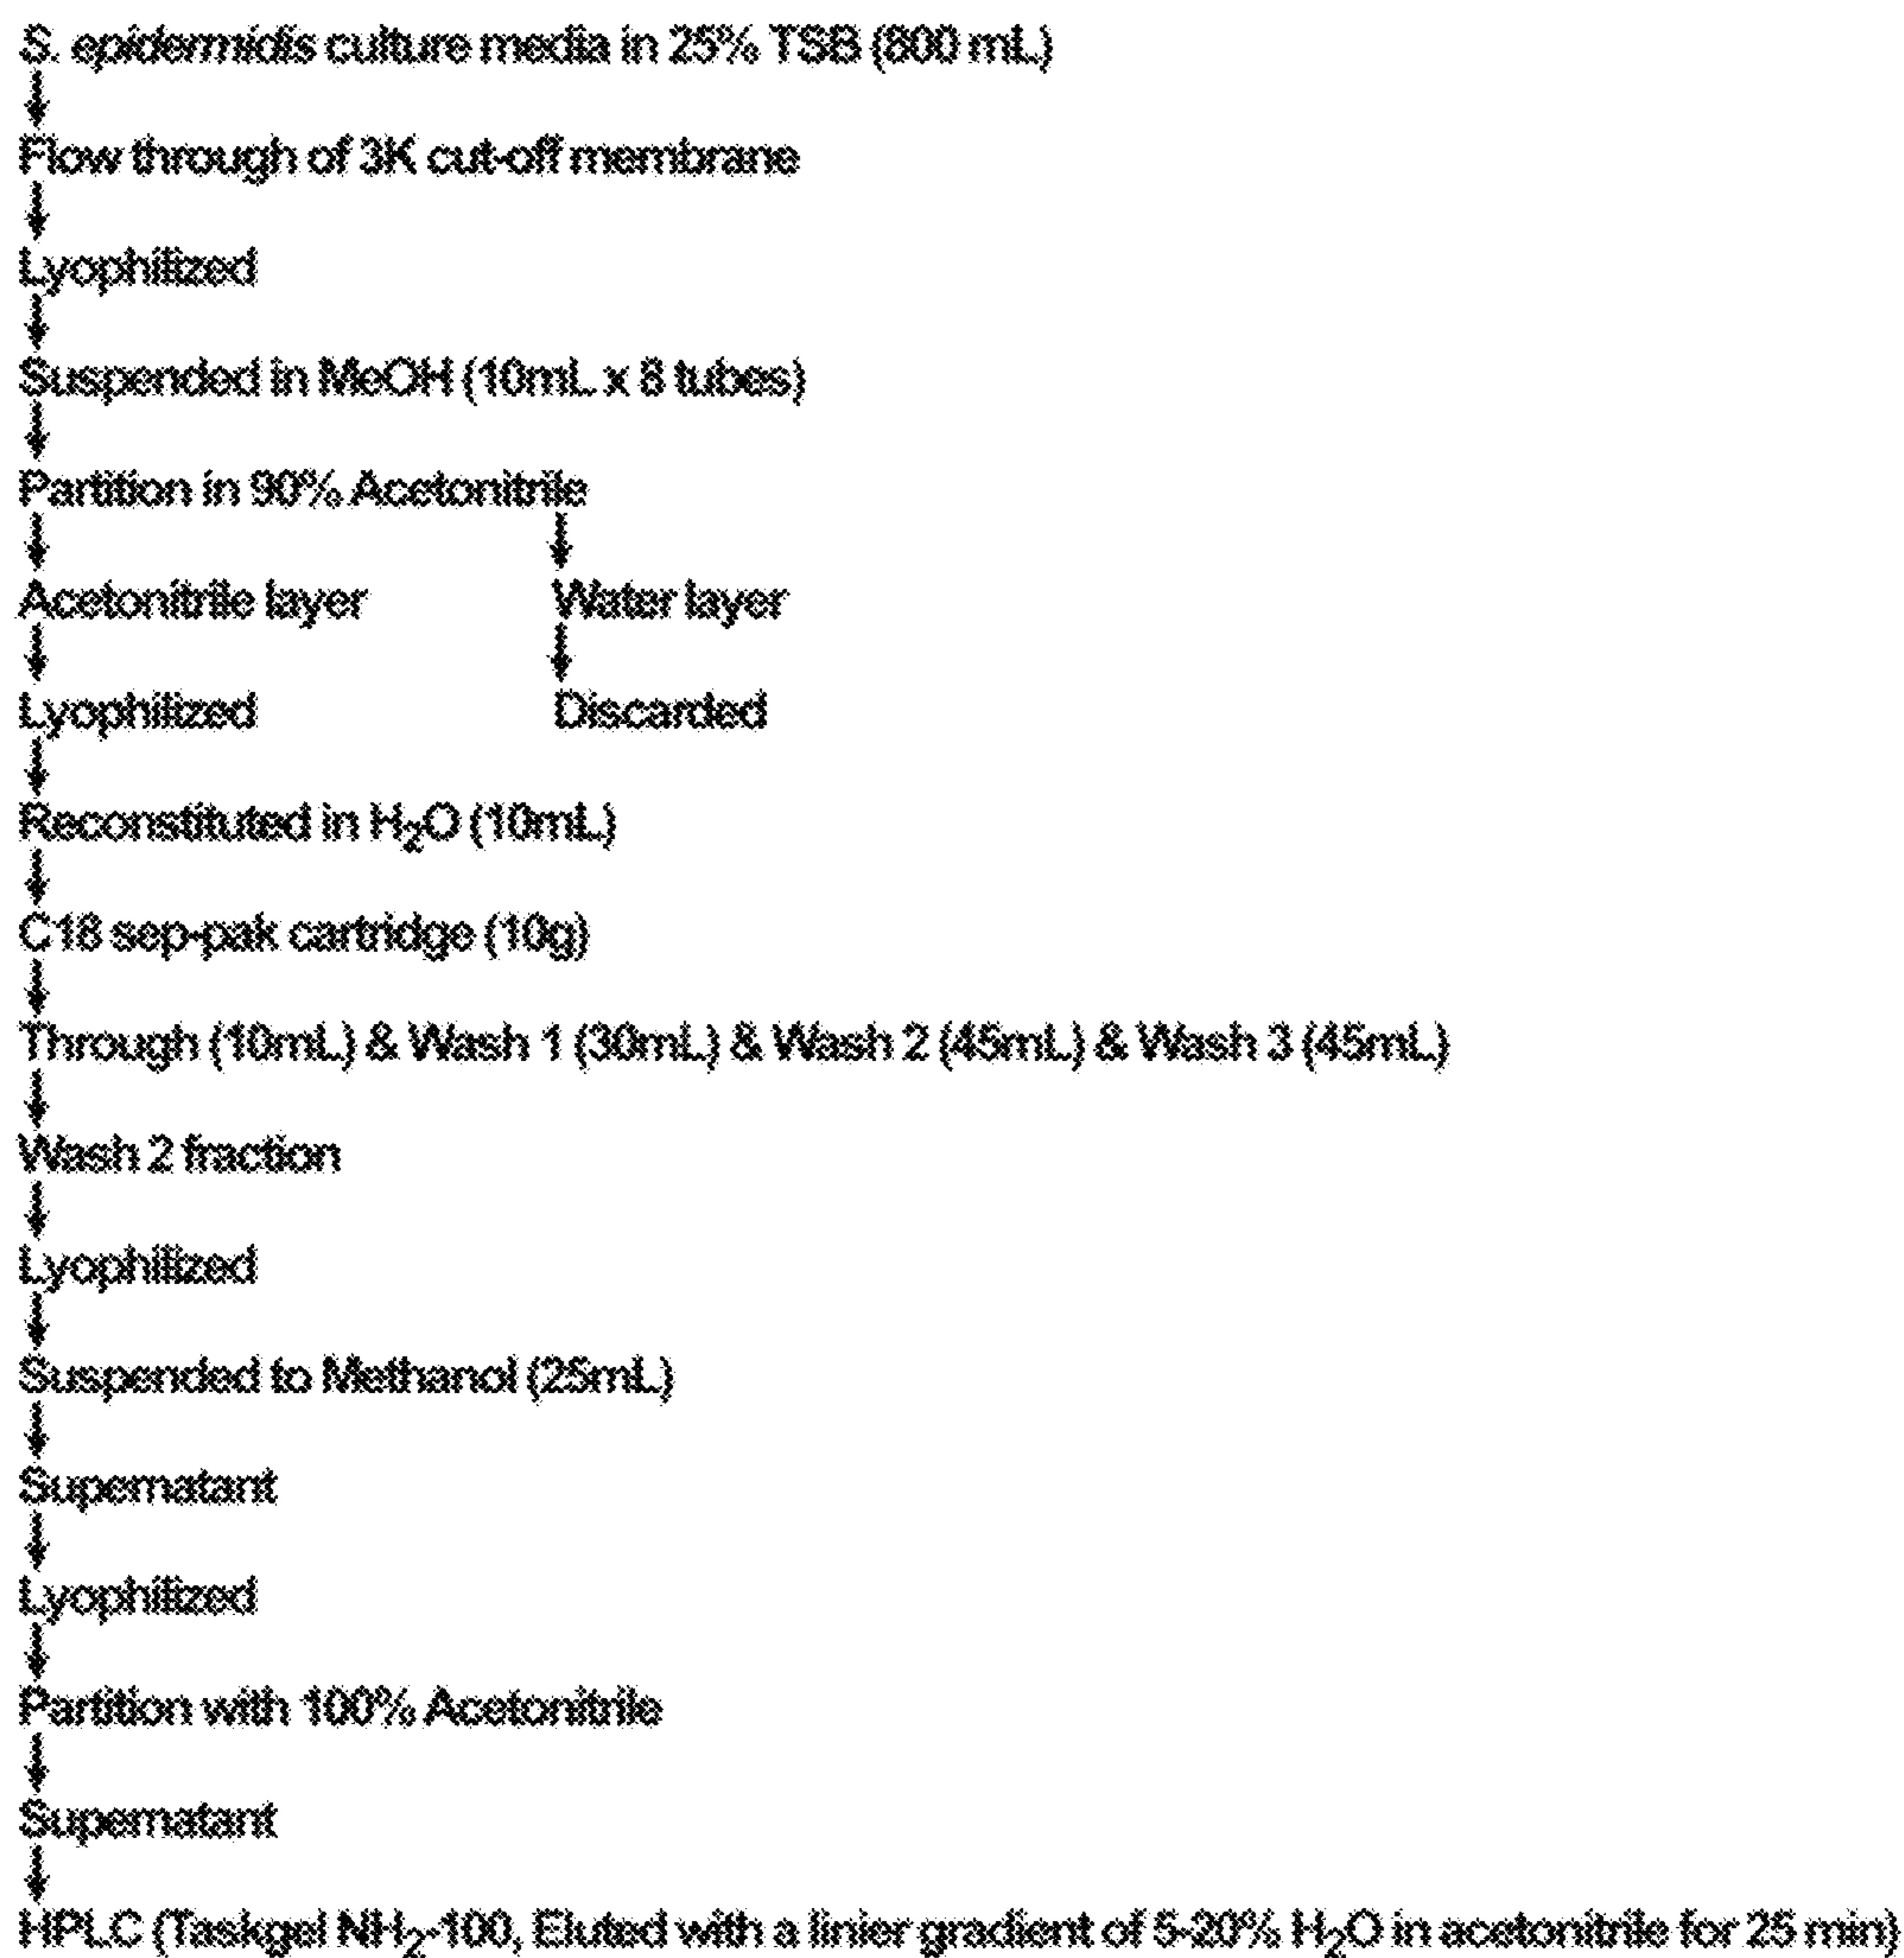 S. epidermidis culture media in 25% TSB (800 mL)
Flow through of 3K cut-off membrane
Lyophilized
Suspended in MeOH (10mL x 8 tubes)
Partition in 90% Acetonitrile
Acetonitrile layer Water layer
Lyophilized Discarded
Reconstituted in H₂O (10mL)
C18 sep-pak cartridge (10g)
Through (10mL) & Wash 1 (30mL) & Wash 2 (45mL) & Wash 3 (45mL)
Wash 2 fraction
Lyophilized
Suspended to Methanol (25mL)
Supernatant
Lyophilized
Partition with 100% Acetonitrile
Supernatant
HPLC (Taskgel NH₂-100, Eluted with a linier gradient of 5-20% H₂O in acetonitrile for 25 min)